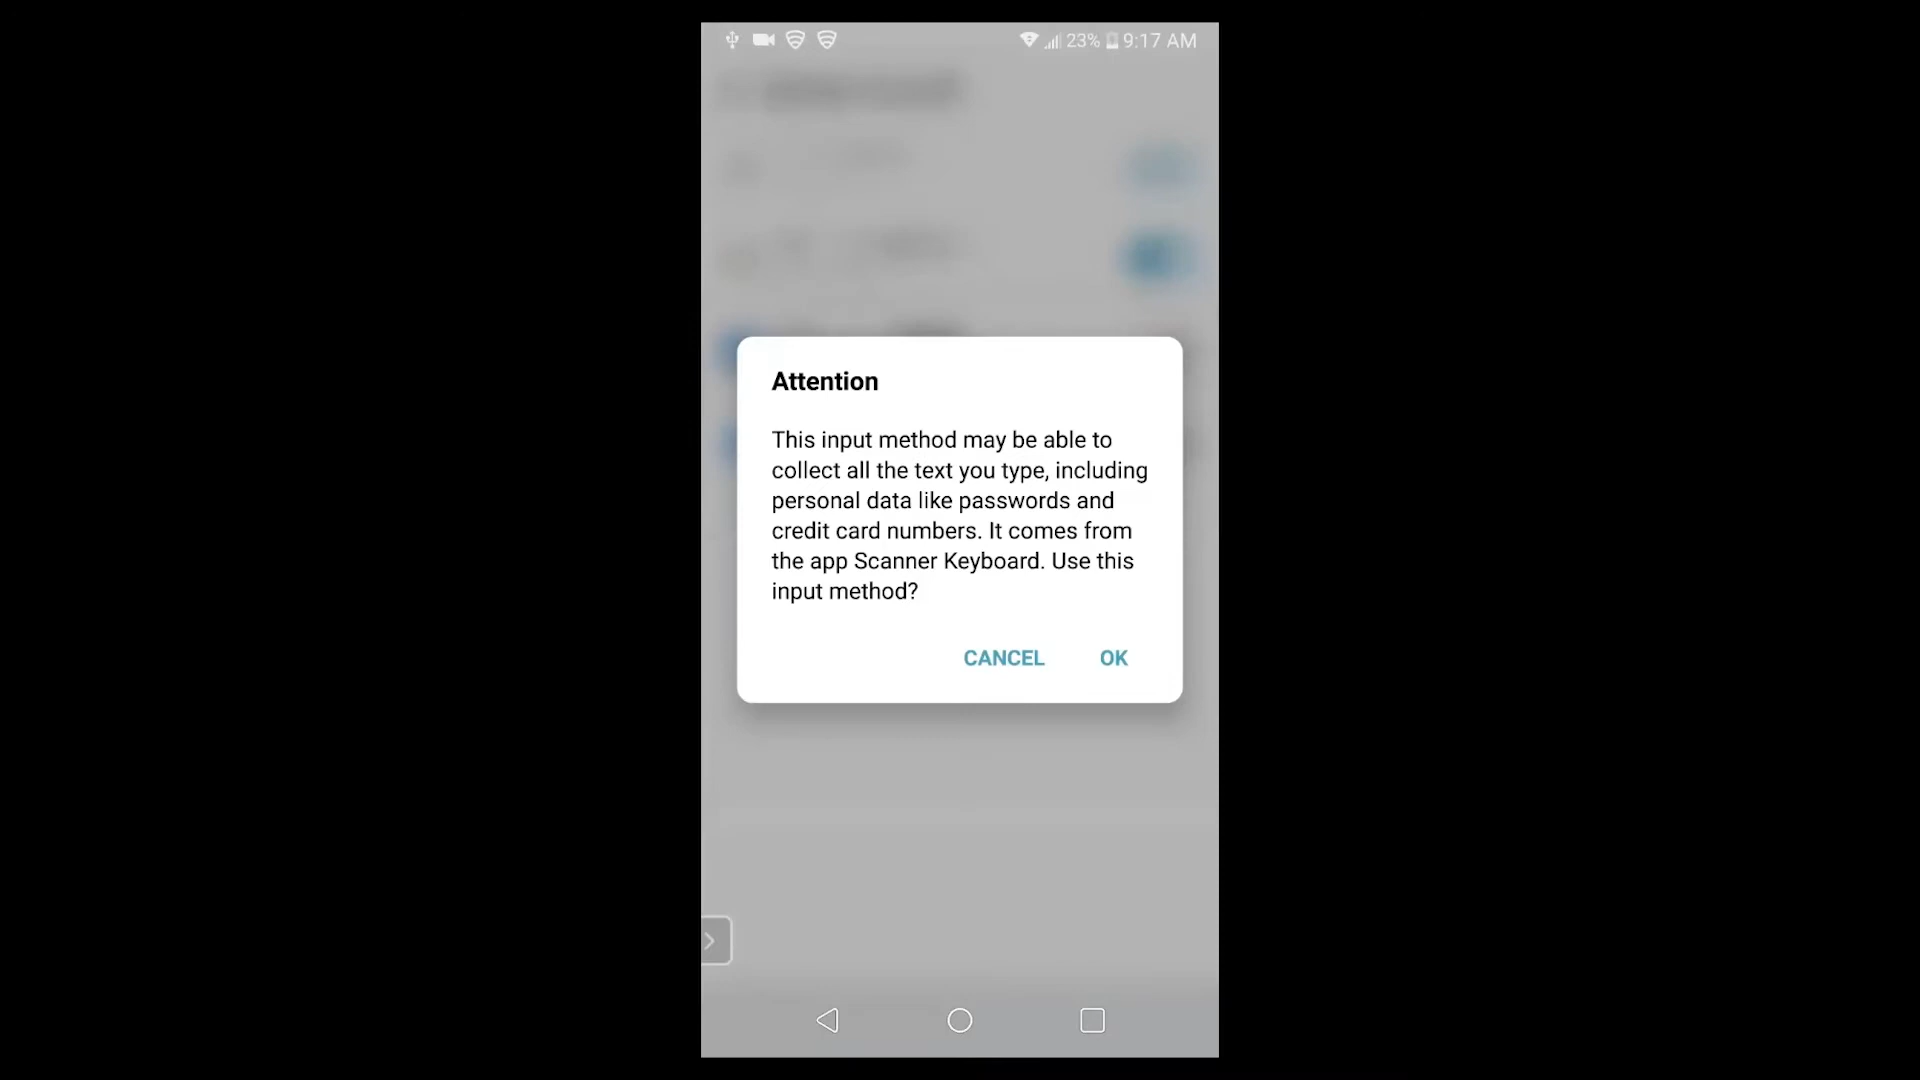 23% 9:17 AM
Attention
This input method may be able to
collect all the text you type, including
personal data like passwords and
credit card numbers. It comes from
the app Scanner Keyboard. Use this
input method?
CANCEL OK